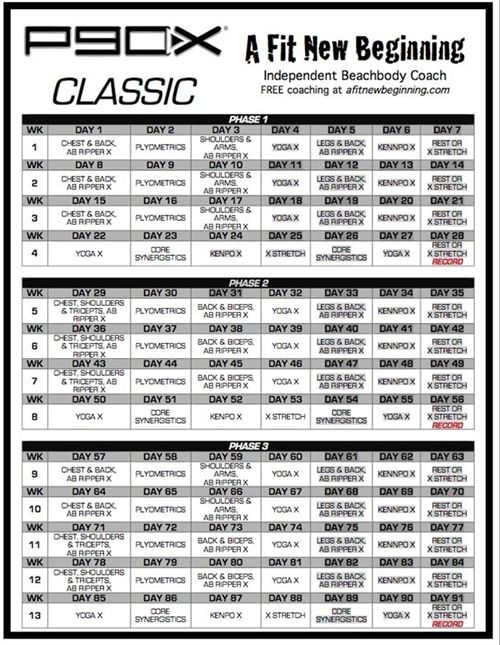 P90X
A Fit New Beginning
Independent Beachbody Coach
FREE coaching at afitnewbeginning.com
CLASSIC
PHASE 1
WK DAY 1 DAY 2 DAY 3 DAY 4 DAY 5 DAY 6 DAY 7
1 CHEST & BACK, AB RIPPER X PLYOMETRICS SHOULDERS & ARMS, AB RIPPER X YOGA X LEGS & BACK, AB RIPPER X KENNPO X REST OR X STRETCH
DAY 8 DAY 9 DAY 10 DAY 11 DAY 12 DAY 13 DAY 14
2 CHEST & BACK, AB RIPPER X PLYOMETRICS SHOULDERS & ARMS, AB RIPPER X YOGA X LEGS & BACK, AB RIPPER X KENNPO X REST OR X STRETCH
DAY 15 DAY 16 DAY 17 DAY 18 DAY 19 DAY 20 DAY 21
3 CHEST & BACK, AB RIPPER X PLYOMETRICS SHOULDERS & ARMS, AB RIPPER X YOGA X LEGS & BACK, AB RIPPER X KENNPO X REST OR X STRETCH
DAY 22 DAY 23 DAY 24 DAY 25 DAY 26 DAY 27 DAY 28
4 YOGA X CORE SYNERGISTICS KENPO X X STRETCH CORE SYNERGISTICS YOGA X REST OR X STRETCH RECORD
PHASE 2
WK DAY 29 DAY 30 DAY 31 DAY 32 DAY 33 DAY 34 DAY 35
5 CHEST, SHOULDERS & TRICEPTS, AB RIPPER X PLYOMETRICS BACK & BICEPS, AB RIPPER X YOGA X LEGS & BACK, AB RIPPER X KENNPO X REST OR X STRETCH
DAY 36 DAY 37 DAY 38 DAY 39 DAY 40 DAY 41 DAY 42
6 CHEST, SHOULDERS & TRICEPTS, AB RIPPER X PLYOMETRICS BACK & BICEPS, AB RIPPER X YOGA X LEGS & BACK, AB RIPPER X KENNPO X REST OR X STRETCH
DAY 43 DAY 44 DAY 45 DAY 46 DAY 47 DAY 48 DAY 49
7 CHEST, SHOULDERS & TRICEPTS, AB RIPPER X PLYOMETRICS BACK & BICEPS, AB RIPPER X YOGA X LEGS & BACK, AB RIPPER X KENNPO X REST OR X STRETCH
DAY 50 DAY 51 DAY 52 DAY 53 DAY 54 DAY 55 DAY 56
8 YOGA X CORE SYNERGISTICS KENPO X X STRETCH CORE SYNERGISTICS YOGA X REST OR X STRETCH RECORD
PHASE 3
WK DAY 57 DAY 58 DAY 59 DAY 60 DAY 61 DAY 62 DAY 63
9 CHEST & BACK, AB RIPPER X PLYOMETRICS SHOULDERS & ARMS, AB RIPPER X YOGA X LEGS & BACK, AB RIPPER X KENNPO X REST OR X STRETCH
DAY 64 DAY 65 DAY 66 DAY 67 DAY 68 DAY 69 DAY 70
10 CHEST & BACK, AB RIPPER X PLYOMETRICS SHOULDERS & ARMS, AB RIPPER X YOGA X LEGS & BACK, AB RIPPER X KENNPO X REST OR X STRETCH
DAY 71 DAY 72 DAY 73 DAY 74 DAY 75 DAY 76 DAY 77
11 CHEST, SHOULDERS & TRICEPTS, AB RIPPER X PLYOMETRICS BACK & BICEPS, AB RIPPER X YOGA X LEGS & BACK, AB RIPPER X KENNPO X REST OR X STRETCH
DAY 78 DAY 79 DAY 80 DAY 81 DAY 82 DAY 83 DAY 84
12 CHEST, SHOULDERS & TRICEPTS, AB RIPPER X PLYOMETRICS BACK & BICEPS, AB RIPPER X YOGA X LEGS & BACK, AB RIPPER X KENNPO X REST OR X STRETCH
DAY 85 DAY 86 DAY 87 DAY 88 DAY 89 DAY 90 DAY 91
13 YOGA X CORE SYNERGISTICS KENPO X X STRETCH CORE SYNERGISTICS YOGA X REST OR X STRETCH RECORD